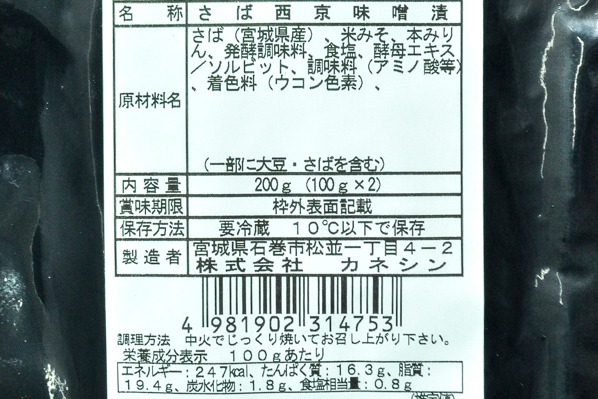 名称 さば西京味噌漬
原材料名 さば（宮城県産）、米みそ、本みり
ん、発酵調味料、食塩、酵母エキス
／ソルビット、調味料（アミノ酸等）
、着色料（ウコン色素）、
（一部に大豆・さばを含む）
内容量 200g（100g×2）
賞味期限 枠外表面記載
保存方法 要冷蔵 10℃以下で保存
製造者 宮城県石巻市松並一丁目4－2
株式会社 カネシン
4 981902 314753
調理方法 中火でじっくり焼いてお召し上がり下さい。
栄養成分表示 100gあたり
エネルギー：247kcal、たんぱく質：16.3g、脂質：
19.4g、炭水化物：1.8g、食塩相当量：0.8g
（推定値）